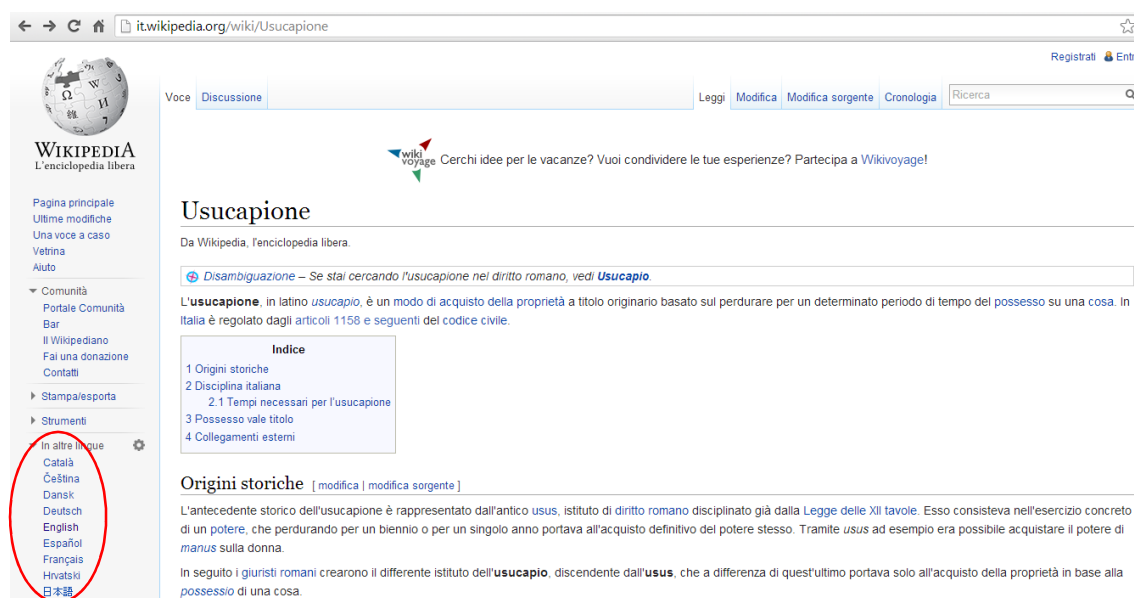 it.wikipedia.org/wiki/Usucapione
Registrati Entr
Voce Discussione Leggi Modifica Modifica sorgente Cronologia Ricerca
WIKIPEDIA
L'enciclopedia libera
wiki
voyage Cerchi idee per le vacanze? Vuoi condividere le tue esperienze? Partecipa a Wikivoyage!
Pagina principale
Ultime modifiche
Una voce a caso
Vetrina
Aiuto
Comunità
Portale Comunità
Bar
Il Wikipediano
Fai una donazione
Contatti
Stampa/esporta
Strumenti
In altre lingue
Català
Čeština
Dansk
Deutsch
English
Español
Français
Hrvatski
日本語
Usucapione
Da Wikipedia, l'enciclopedia libera.
Disambiguazione – Se stai cercando l'usucapione nel diritto romano, vedi Usucapio.
L'usucapione, in latino usucapio, è un modo di acquisto della proprietà a titolo originario basato sul perdurare per un determinato periodo di tempo del possesso su una cosa. In
Italia è regolato dagli articoli 1158 e seguenti del codice civile.
Indice
1 Origini storiche
2 Disciplina italiana
2.1 Tempi necessari per l'usucapione
3 Possesso vale titolo
4 Collegamenti esterni
Origini storiche [ modifica | modifica sorgente ]
L'antecedente storico dell'usucapione è rappresentato dall'antico usus, istituto di diritto romano disciplinato già dalla Legge delle XII tavole. Esso consisteva nell'esercizio concreto
di un potere, che perdurando per un biennio o per un singolo anno portava all'acquisto definitivo del potere stesso. Tramite usus ad esempio era possibile acquistare il potere di
manus sulla donna.
In seguito i giuristi romani crearono il differente istituto dell'usucapio, discendente dall'usus, che a differenza di quest'ultimo portava solo all'acquisto della proprietà in base alla
possessio di una cosa.